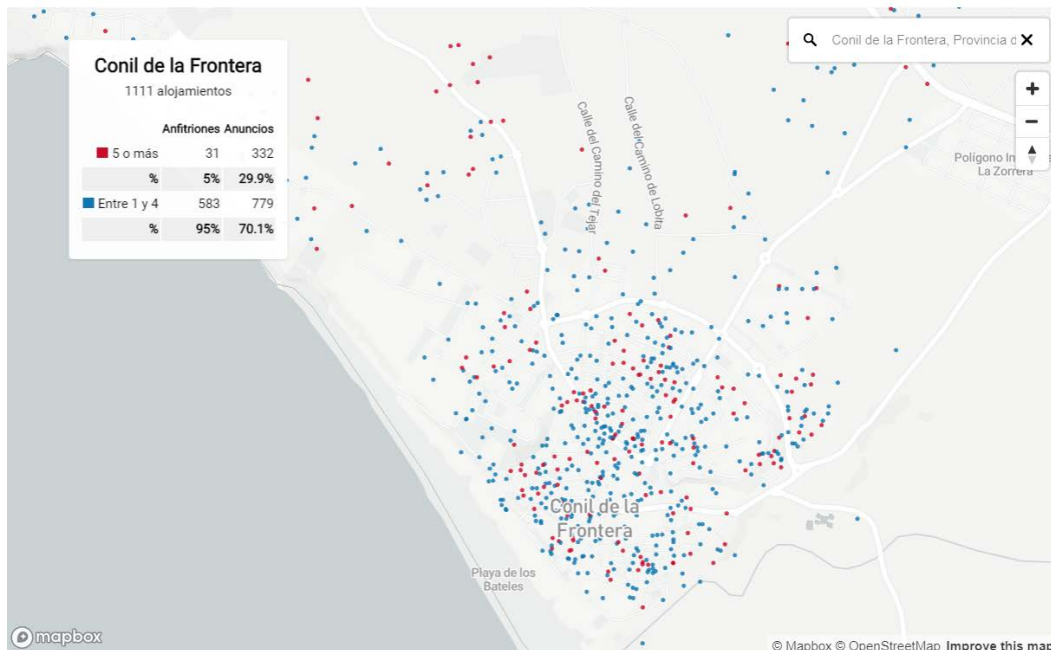 Conil de la Frontera
1111 alojamientos
Anfitriones Anuncios
5 o más 31 332
% 5% 29.9%
Entre 1 y 4 583 779
% 95% 70.1%
Conil de la Frontera, Provincia d
Calle del Camino del Tejar
Calle del Camino de Lobita
Polígono In
La Zorrera
Conil de la
Frontera
Playa de los
Bateles
mapbox
© Mapbox © OpenStreetMap Improve this map